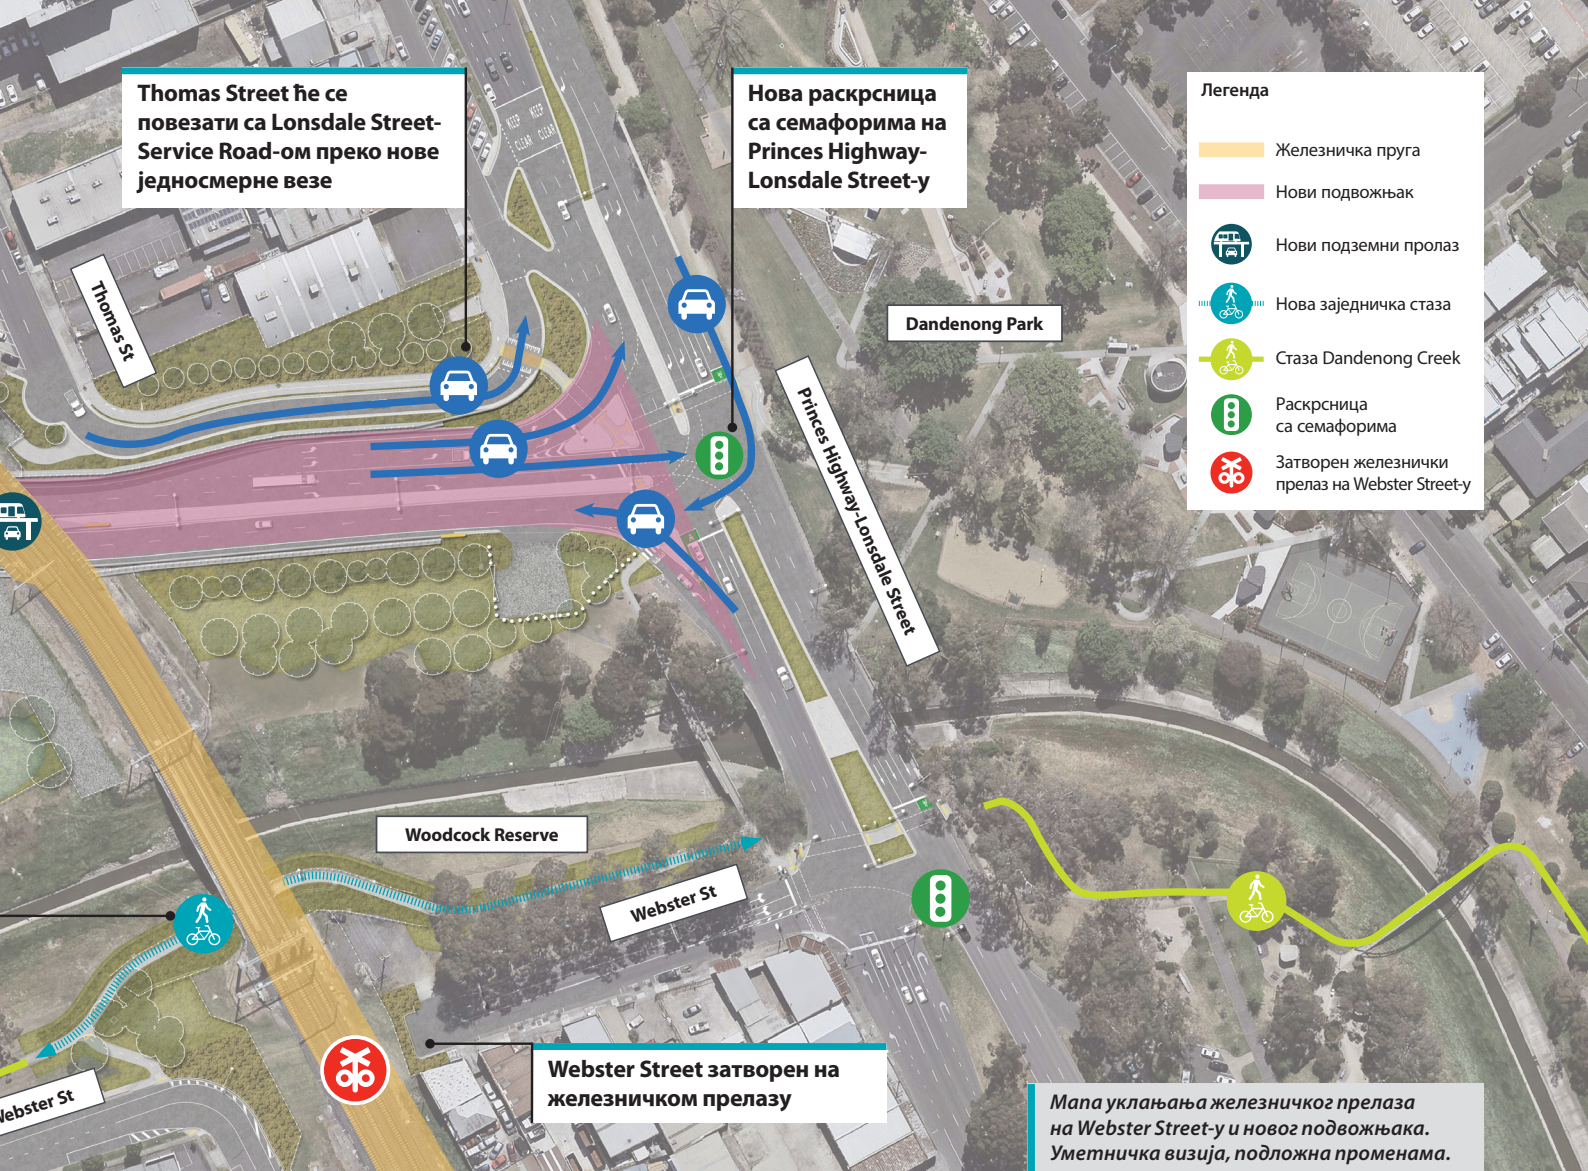 Thomas Street ће се
повезати са Lonsdale Street-
Service Road-ом преко нове
једносмерне везе
Нова раскрсница
са семафорима на
Princes Highway-
Lonsdale Street-у
Легенда
Железничка пруга
Нови подвожњак
Нови подземни пролаз
Нова заједничка стаза
Стаза Dandenong Creek
Раскрсница
са семафорима
Затворен железнички
прелаз на Webster Street-у
KEEP KEEP
CLEAR CLEAR
Thomas St
Dandenong Park
Princes Highway-Lonsdale Street
Woodcock Reserve
Webster St
Webster St
Webster Street затворен на
железничком прелазу
Мапа уклањања железничког прелаза
на Webster Street-у и новог подвожњака.
Уметничка визија, подложна променама.